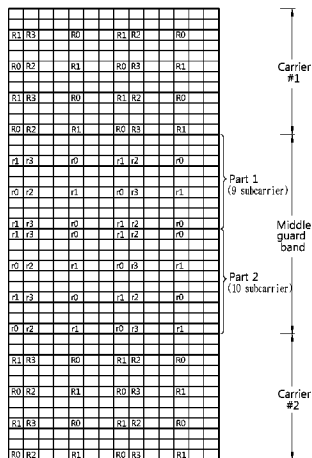 R1 R3 R0 R1 R2 R0
R0 R2 R1 R0 R3 R1
Carrier
#1
R1 R3 R0 R1 R2 R0
R0 R2 R1 R0 R3 R1
r1 r3 r0 r1 r2 r0
Part 1
(9 subcarrier)
r0 r2 r1 r0 r3 r1
r1 r3 r0 r1 r2 r0
Middle
guard
band
r1 r3 r0 r1 r2 r0
r0 r2 r1 r0 r3 r1
Part 2
(10 subcarrier)
r1 r3 r0 r1 r2 r0
r0 r2 r1 r0 r3 r1
R1 R3 R0 R1 R2 R0
R0 R2 R1 R0 R3 R1
Carrier
#2
R1 R3 R0 R1 R2 R0
R0 R2 R1 R0 R3 R1